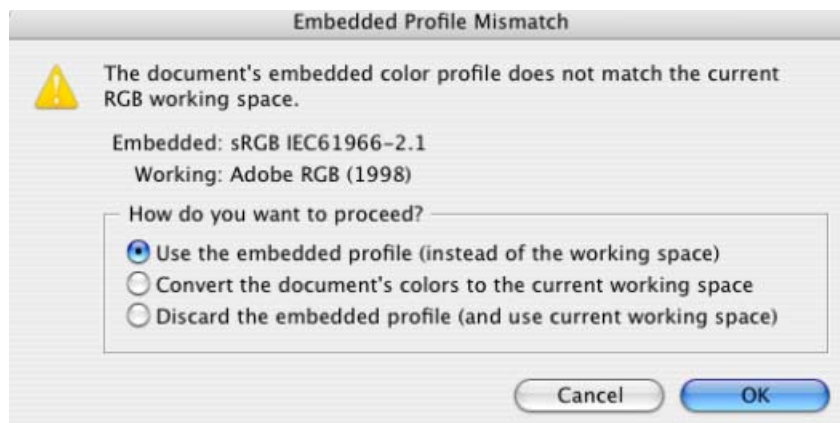 Embedded Profile Mismatch
The document's embedded color profile does not match the current
RGB working space.
Embedded: sRGB IEC61966-2.1
Working: Adobe RGB (1998)
How do you want to proceed?
Use the embedded profile (instead of the working space)
Convert the document's colors to the current working space
Discard the embedded profile (and use current working space)
Cancel OK